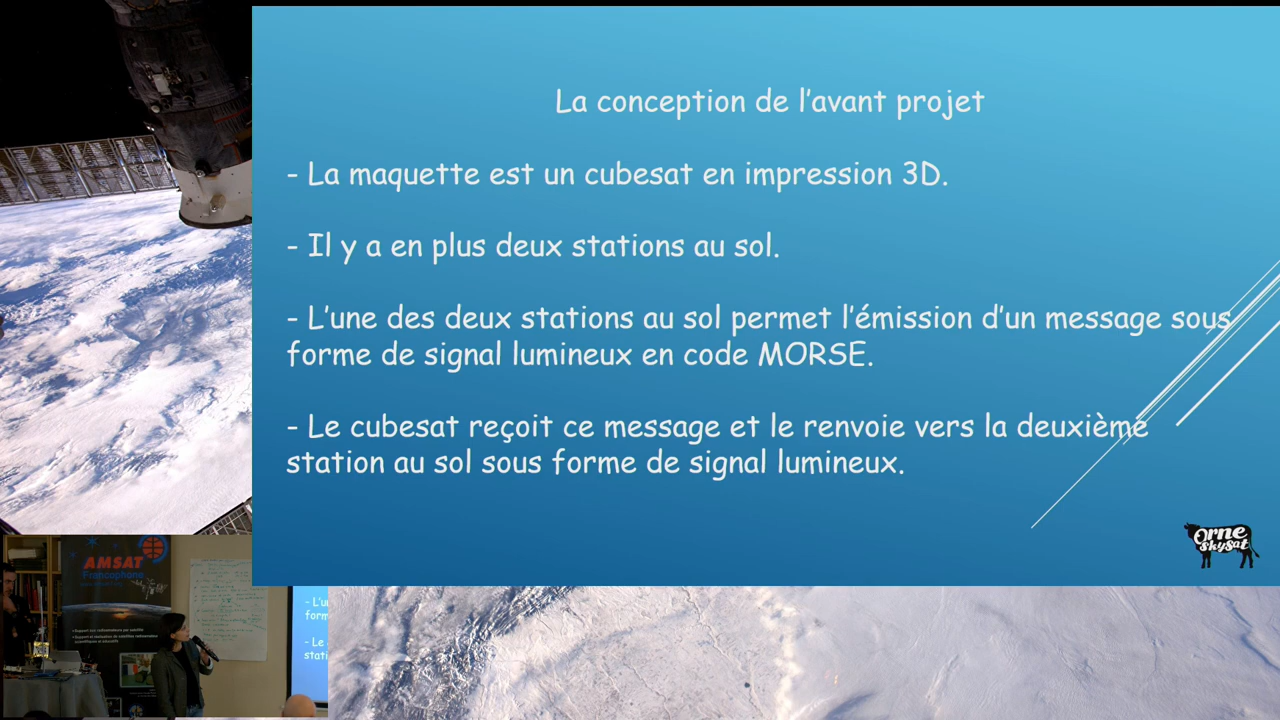 La conception de l'avant projet
- La maquette est un cubesat en impression 3D.
- Il y a en plus deux stations au sol.
- L'une des deux stations au sol permet l'émission d'un message sous
forme de signal lumineux en code MORSE.
- Le cubesat reçoit ce message et le renvoie vers la deuxième
station au sol sous forme de signal lumineux.
Orne
SkySat
AMSAT
Francophone
- L'u
form
- Le
stati